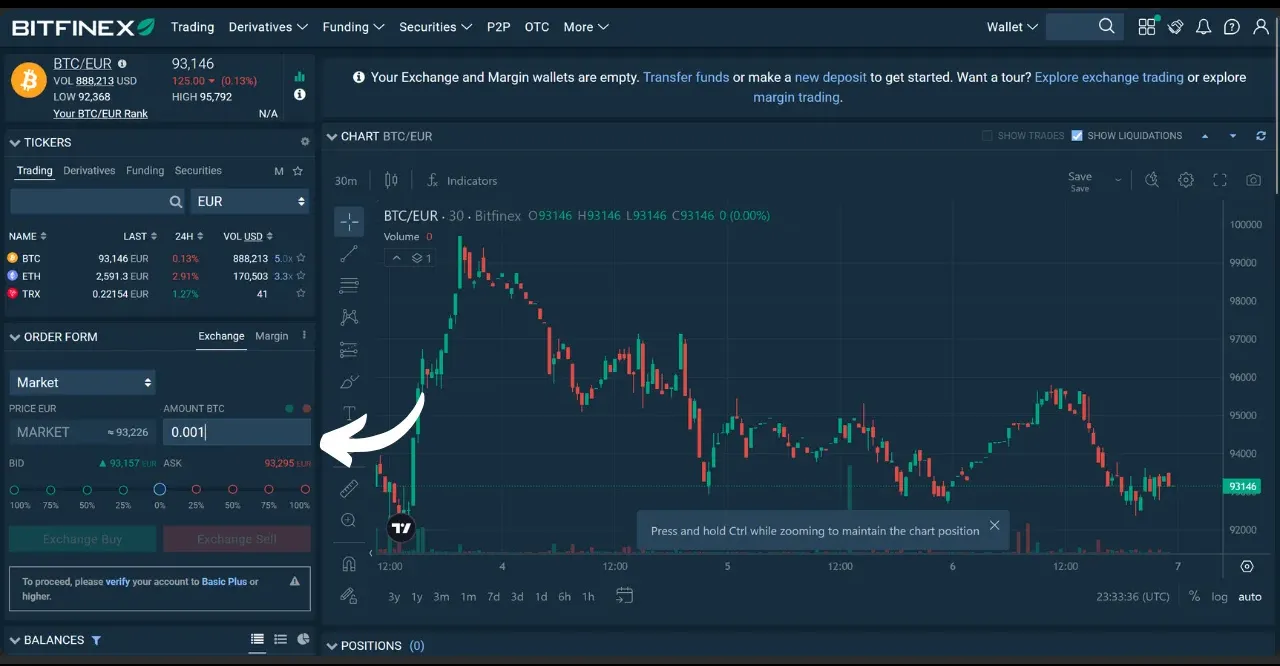 BITFINEX Trading Derivatives Funding Securities P2P OTC More Wallet
BTC/EUR 93,146
VOL 888,213 USD 125.00 (0.13%)
LOW 92,368 HIGH 95,792
Your BTC/EUR Rank N/A
Your Exchange and Margin wallets are empty. Transfer funds or make a new deposit to get started. Want a tour? Explore exchange trading or explore
margin trading.
TICKERS
Trading Derivatives Funding Securities M
EUR
NAME LAST 24H VOL USD
BTC 93,146 EUR 0.13% 888,213 5.0x
ETH 2,591.3 EUR 2.91% 170,503 3.3x
TRX 0.22154 EUR 1.27% 41
ORDER FORM Exchange Margin
Market
PRICE EUR AMOUNT BTC
MARKET ≈ 93,226 0.001
BID 93,157 EUR ASK 93,295 EUR
100% 75% 50% 25% 0% 25% 50% 75% 100%
Exchange Buy Exchange Sell
To proceed, please verify your account to Basic Plus or
higher.
BALANCES
CHART BTC/EUR SHOW TRADES SHOW LIQUIDATIONS
30m Indicators Save
Save
BTC/EUR · 30 · Bitfinex O93146 H93146 L93146 C93146 0 (0.00%)
Volume 0
1
100000
99000
98000
97000
96000
95000
94000
93146
92000
Press and hold Ctrl while zooming to maintain the chart position
12:00 4 12:00 5 12:00 6 12:00 7
3y 1y 3m 1m 7d 3d 1d 6h 1h 23:33:36 (UTC) % log auto
POSITIONS (0)